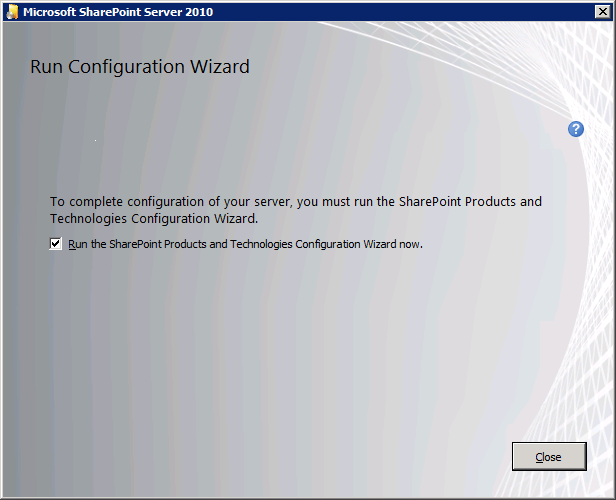 Microsoft SharePoint Server 2010
Run Configuration Wizard
?
To complete configuration of your server, you must run the SharePoint Products and
Technologies Configuration Wizard.
Run the SharePoint Products and Technologies Configuration Wizard now.
Close